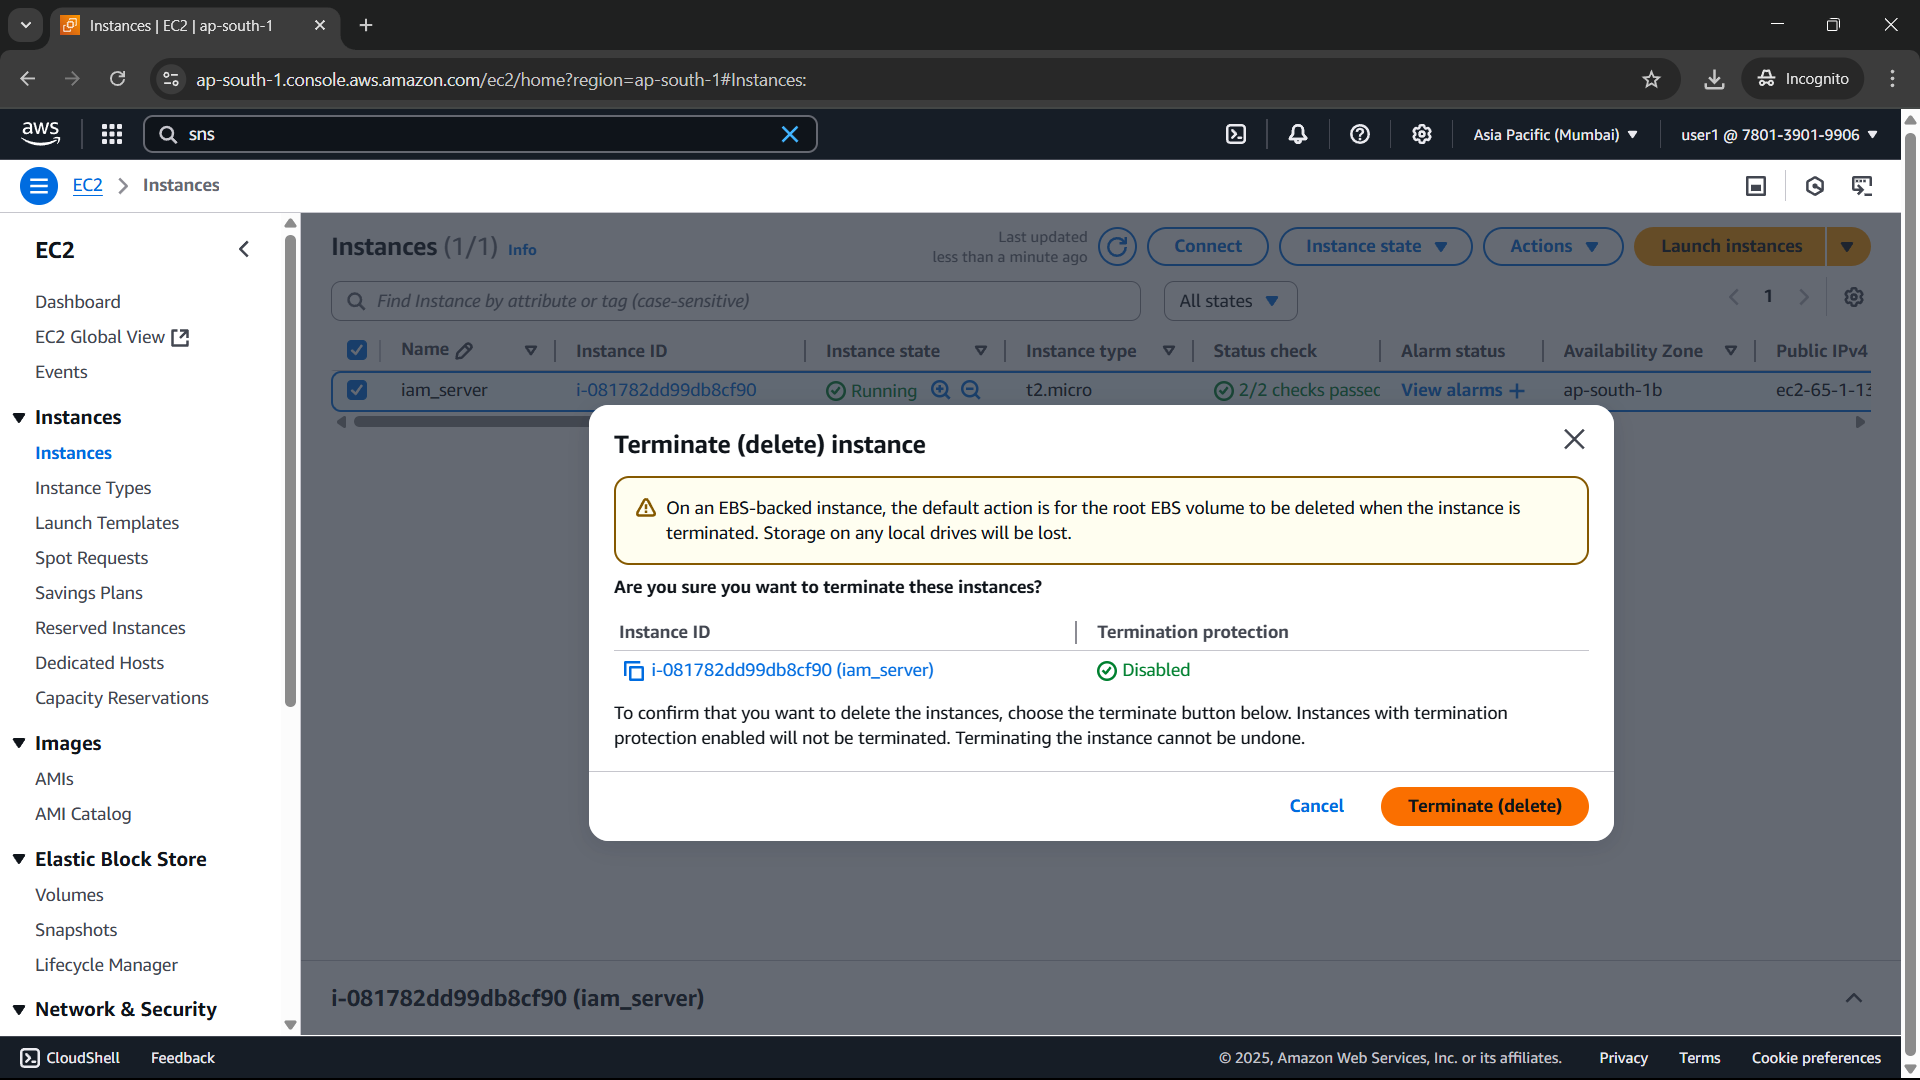 Instances | EC2 | ap-south-1
ap-south-1.console.aws.amazon.com/ec2/home?region=ap-south-1#Instances:
Incognito
aws
sns
Asia Pacific (Mumbai)
user1 @ 7801-3901-9906
EC2
Instances
EC2
Dashboard
EC2 Global View
Events
Instances
Instances
Instance Types
Launch Templates
Spot Requests
Savings Plans
Reserved Instances
Dedicated Hosts
Capacity Reservations
Images
AMIs
AMI Catalog
Elastic Block Store
Volumes
Snapshots
Lifecycle Manager
Network & Security
Instances (1/1) Info
Last updated
less than a minute ago
Connect
Instance state
Actions
Launch instances
Find Instance by attribute or tag (case-sensitive)
All states
1
Name Instance ID Instance state Instance type Status check Alarm status Availability Zone Public IPv4
iam_server i-081782dd99db8cf90 Running t2.micro 2/2 checks passec View alarms + ap-south-1b ec2-65-1-13
Terminate (delete) instance
On an EBS-backed instance, the default action is for the root EBS volume to be deleted when the instance is
terminated. Storage on any local drives will be lost.
Are you sure you want to terminate these instances?
Instance ID Termination protection
i-081782dd99db8cf90 (iam_server) Disabled
To confirm that you want to delete the instances, choose the terminate button below. Instances with termination
protection enabled will not be terminated. Terminating the instance cannot be undone.
Cancel
Terminate (delete)
i-081782dd99db8cf90 (iam_server)
CloudShell
Feedback
© 2025, Amazon Web Services, Inc. or its affiliates.
Privacy
Terms
Cookie preferences